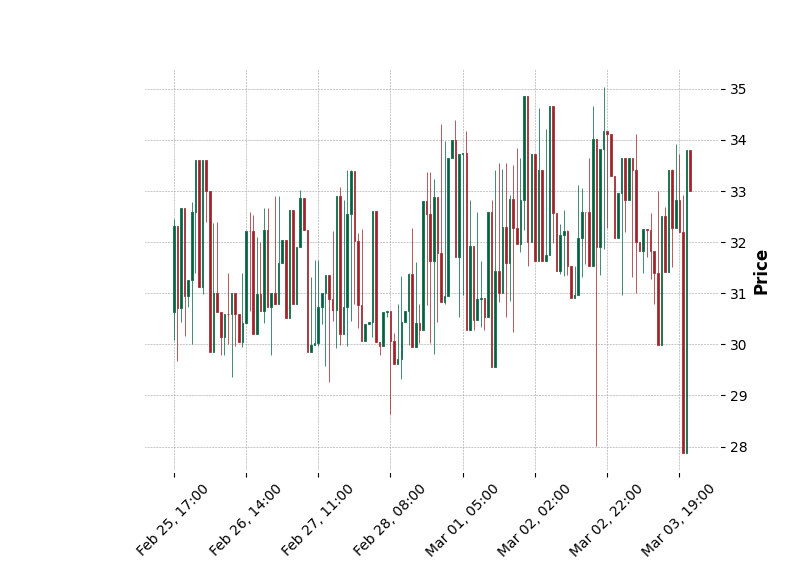 35
34
33
32
31
30
29
28
Price
Feb 25, 17:00
Feb 26, 14:00
Feb 27, 11:00
Feb 28, 08:00
Mar 01, 05:00
Mar 02, 02:00
Mar 02, 22:00
Mar 03, 19:00